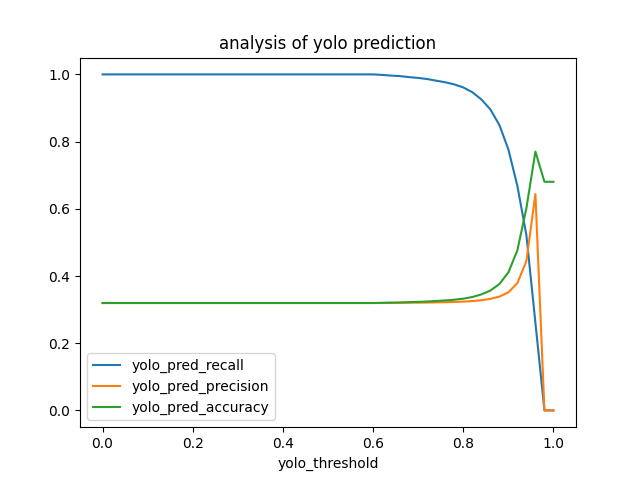 analysis of yolo prediction
1.0
0.8
0.6
0.4
0.2
0.0
yolo_pred_recall
yolo_pred_precision
yolo_pred_accuracy
0.0 0.2 0.4 0.6 0.8 1.0
yolo_threshold